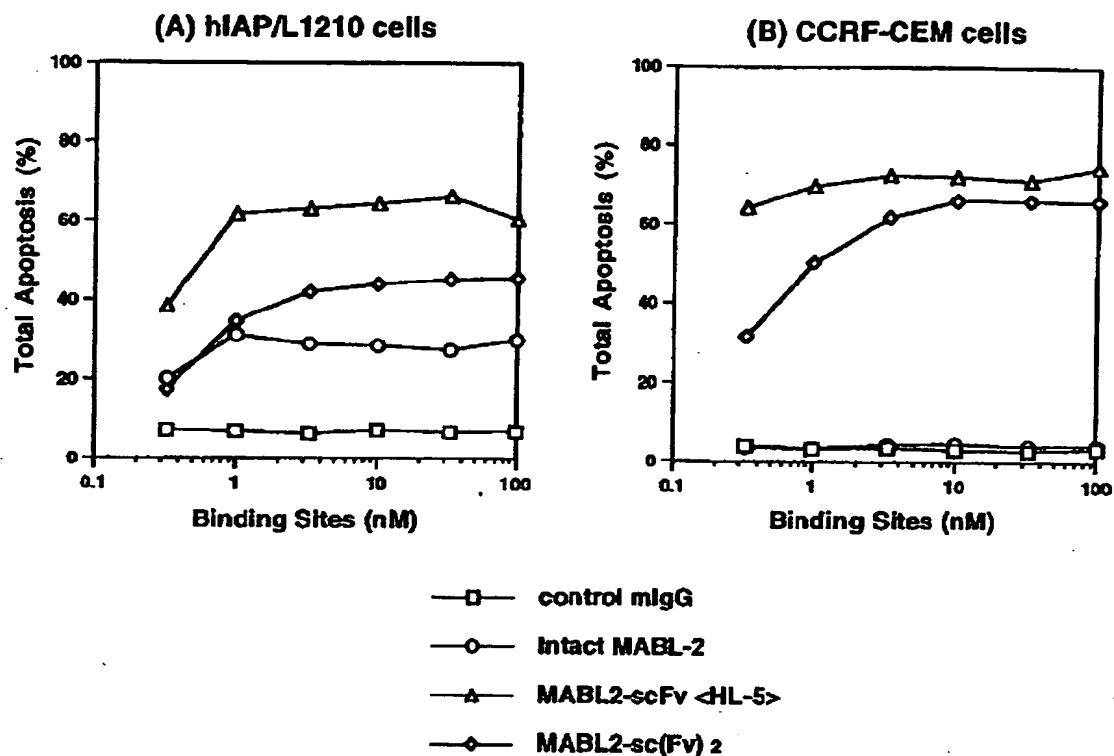 (A) hIAP/L1210 cells
100
80
60
40
20
0
0.1
1
10
100
Total Apoptosis (%)
Binding Sites (nM)
(B) CCRF-CEM cells
100
80
60
40
20
0
0.1
1
10
100
Total Apoptosis (%)
Binding Sites (nM)
control mIgG
Intact MABL-2
MABL2-scFv <HL-5>
MABL2-sc(Fv) 2